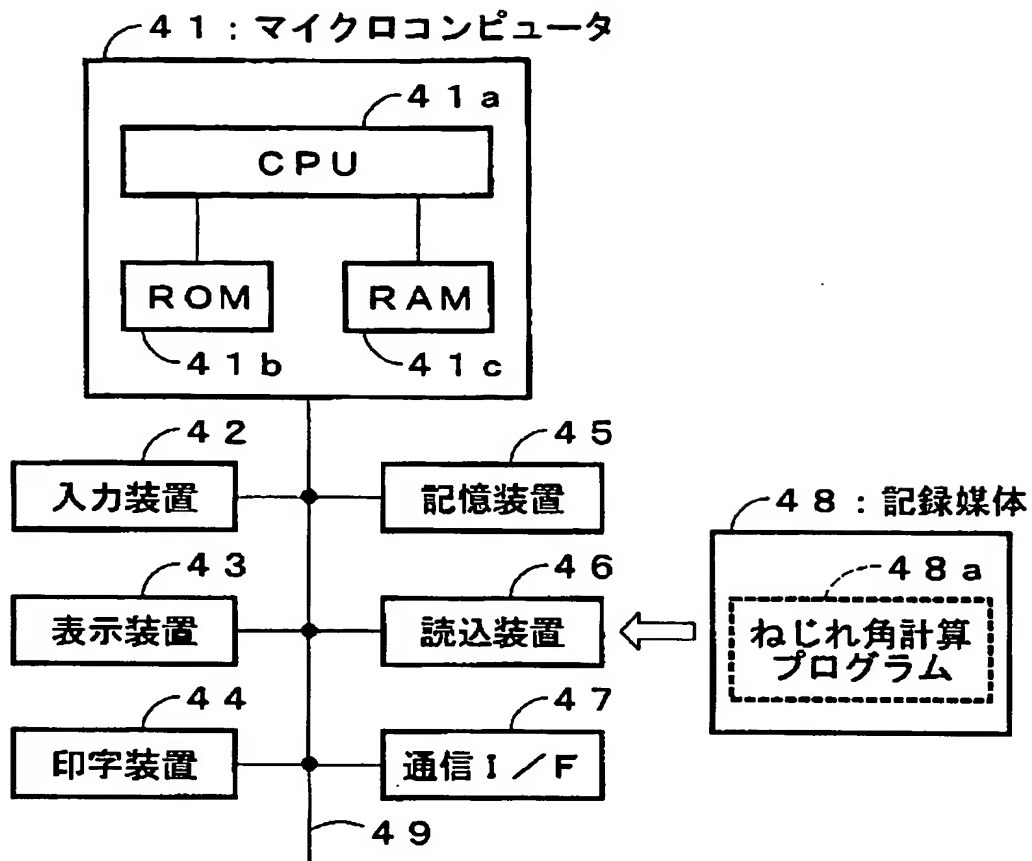 41：マイクロコンピュータ
41a
CPU
ROM
RAM
41b
41c
42
45
入力装置
記憶装置
48：記録媒体
43
46
48a
表示装置
読込装置
ねじれ角計算
プログラム
44
47
印字装置
通信I／F
49